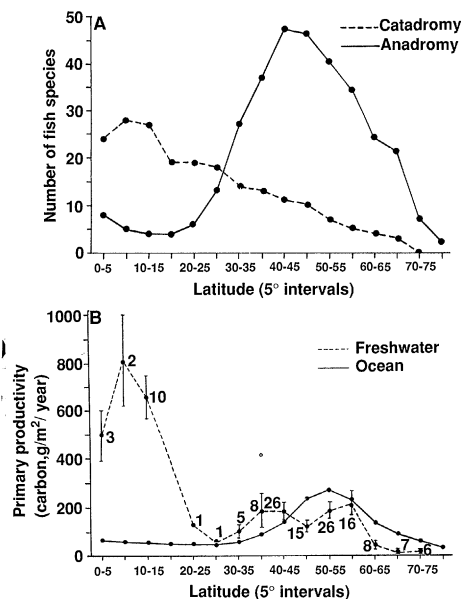 A
Catadromy
Anadromy
Number of fish species
50
40
30
20
10
0
0-5 10-15 20-25 30-35 40-45 50-55 60-65 70-75
Latitude (5° intervals)
B
Freshwater
Ocean
Primary productivity
(carbon,g/m²/ year)
1000
800
600
400
200
0
3
2
10
1
1
5
8
26
15
26
16
8
7
6
0-5 10-15 20-25 30-35 40-45 50-55 60-65 70-75
Latitude (5° intervals)